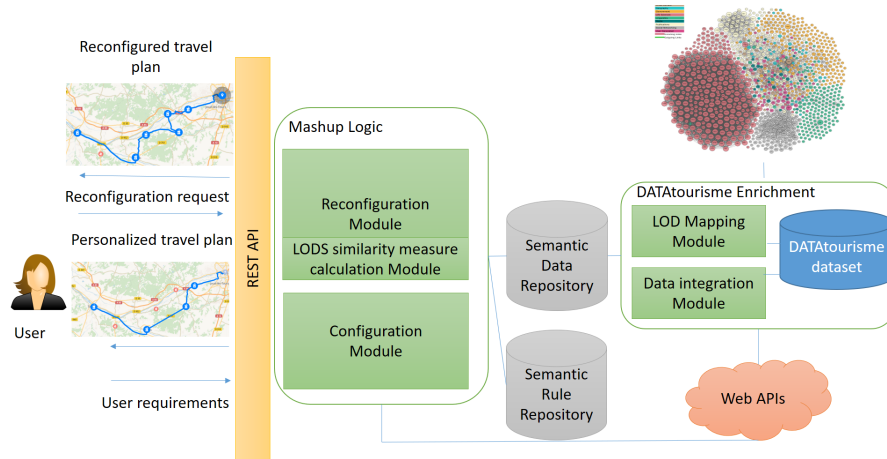 Reconfigured travel
plan
Reconfiguration request
Personalized travel plan
User
User requirements
REST API
Mashup Logic
Reconfiguration
Module
LODS similarity measure
calculation Module
Configuration
Module
Semantic
Data
Repository
Semantic
Rule
Repository
DATAtourisme Enrichment
LOD Mapping
Module
Data integration
Module
DATAtourisme
dataset
Web APIs